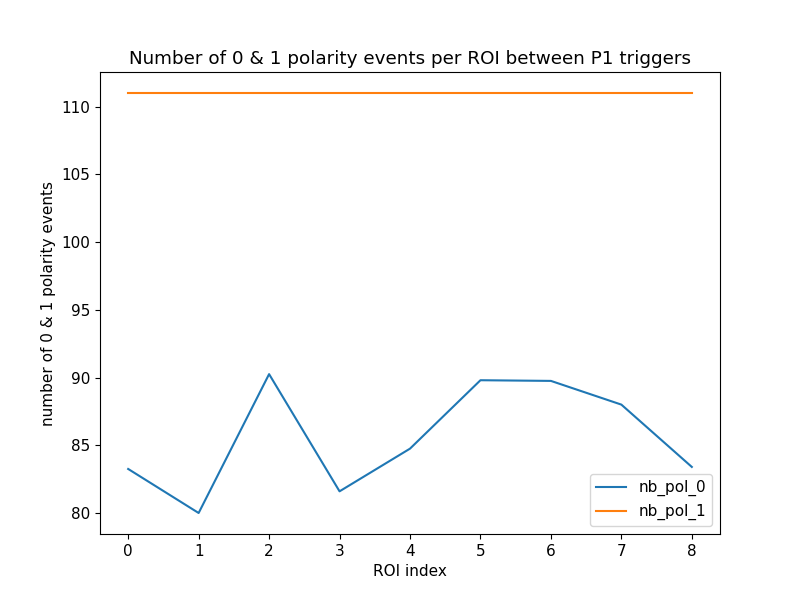 Number of 0 & 1 polarity events per ROI between P1 triggers
110
105
100
95
90
85
80
number of 0 & 1 polarity events
nb_pol_0
nb_pol_1
0 1 2 3 4 5 6 7 8
ROI index